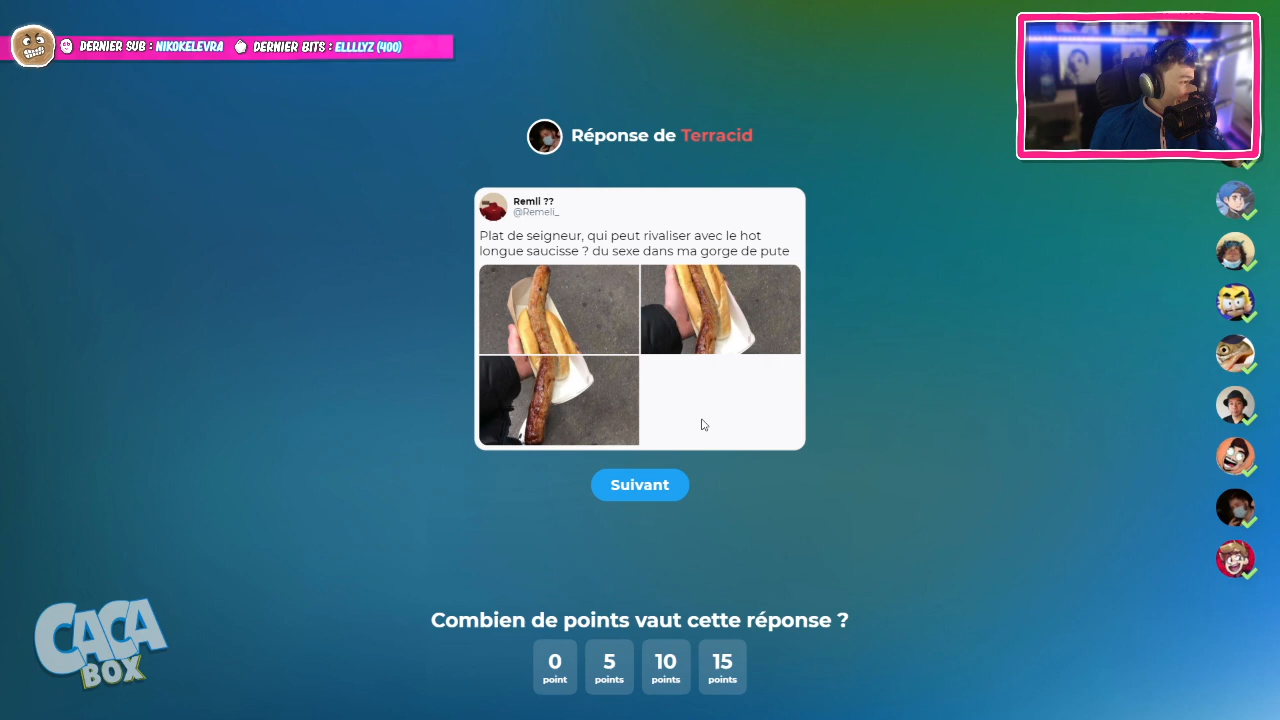 DERNIER SUB : NIKOKELEVRA DERNIER BITS : ELLLLYZ (400)
Réponse de Terracid
Remli ??
@Remeli_
Plat de seigneur, qui peut rivaliser avec le hot
longue saucisse ? du sexe dans ma gorge de pute
Suivant
Combien de points vaut cette réponse ?
0 5 10 15
point points points points
CACA
BOX